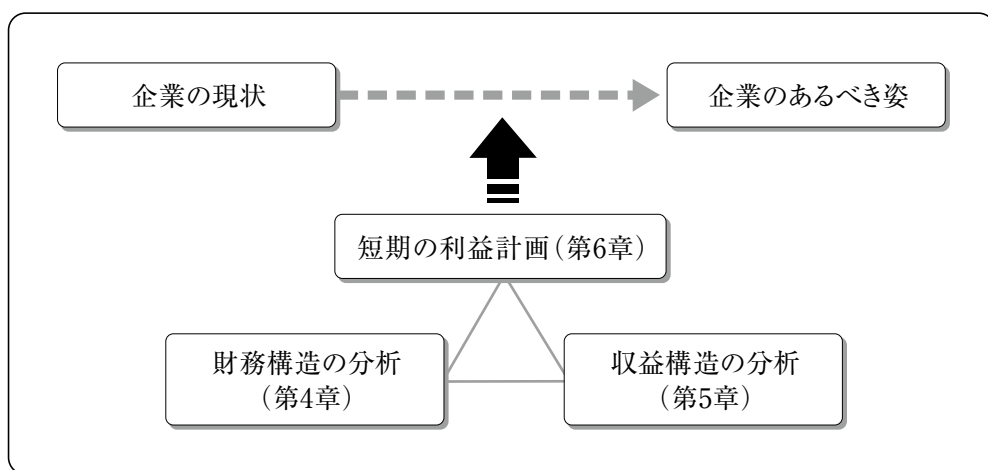 企業の現状
企業のあるべき姿
短期の利益計画（第6章）
財務構造の分析
（第4章）
収益構造の分析
（第5章）